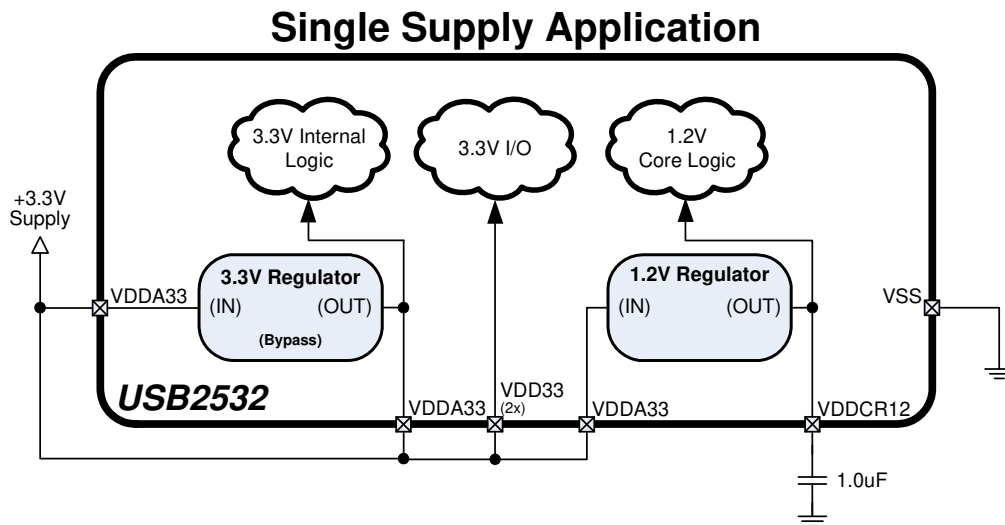 Single Supply Application
3.3V Internal
Logic
3.3V I/O
1.2V
Core Logic
+3.3V
Supply
3.3V Regulator
(IN) (OUT)
(Bypass)
1.2V Regulator
(IN) (OUT)
VDDA33
VSS
USB2532
VDDA33
VDD33
(2x)
VDDA33
VDDCR12
1.0uF